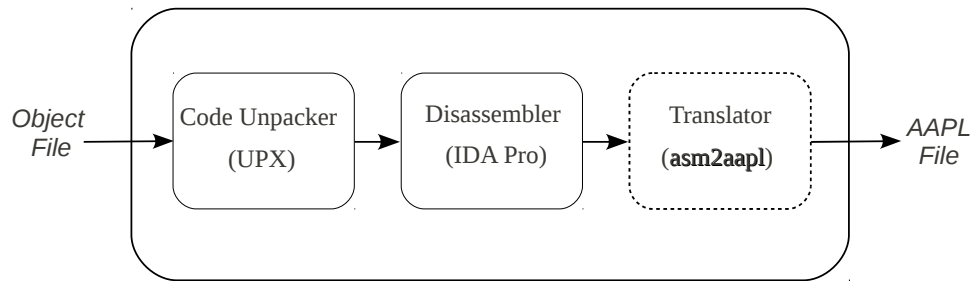 Object
File
Code Unpacker
(UPX)
Disassembler
(IDA Pro)
Translator
(asm2aapl)
AAPL
File